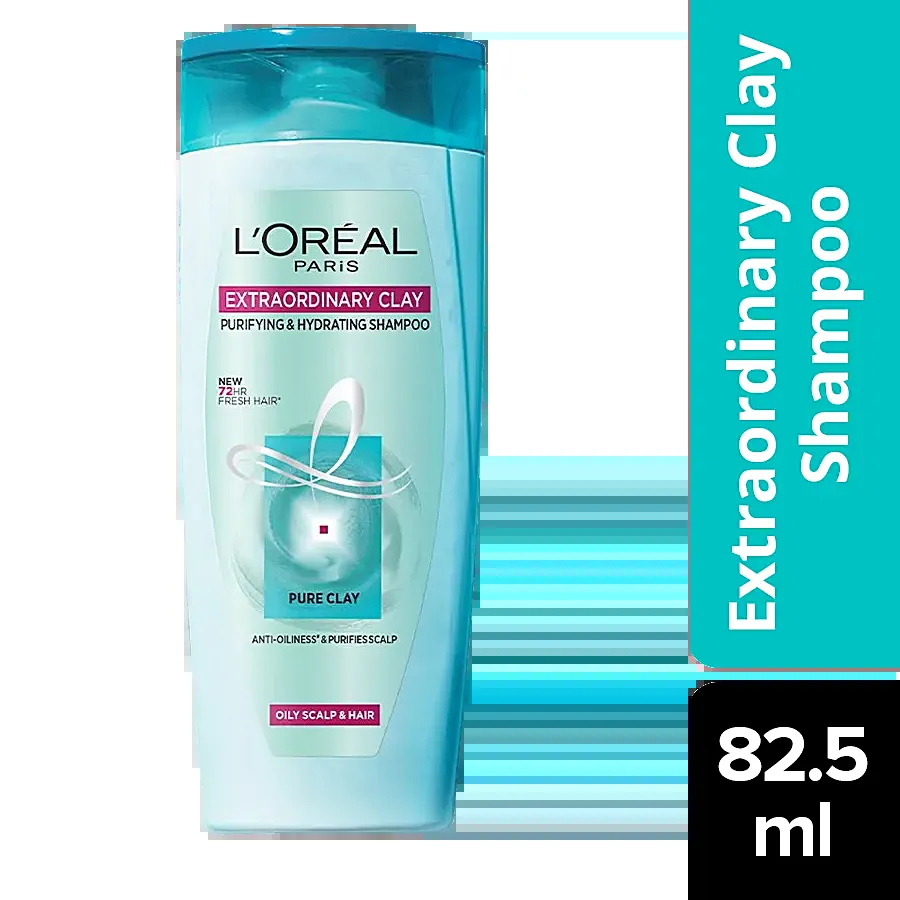 L'ORÉAL
PARiS
EXTRAORDINARY CLAY
PURIFYING & HYDRATING SHAMPOO
NEW
72HR
FRESH HAIR*
PURE CLAY
ANTI-OILINESS* & PURIFIES SCALP
OILY SCALP & HAIR
Extraordinary Clay
Shampoo
82.5
ml